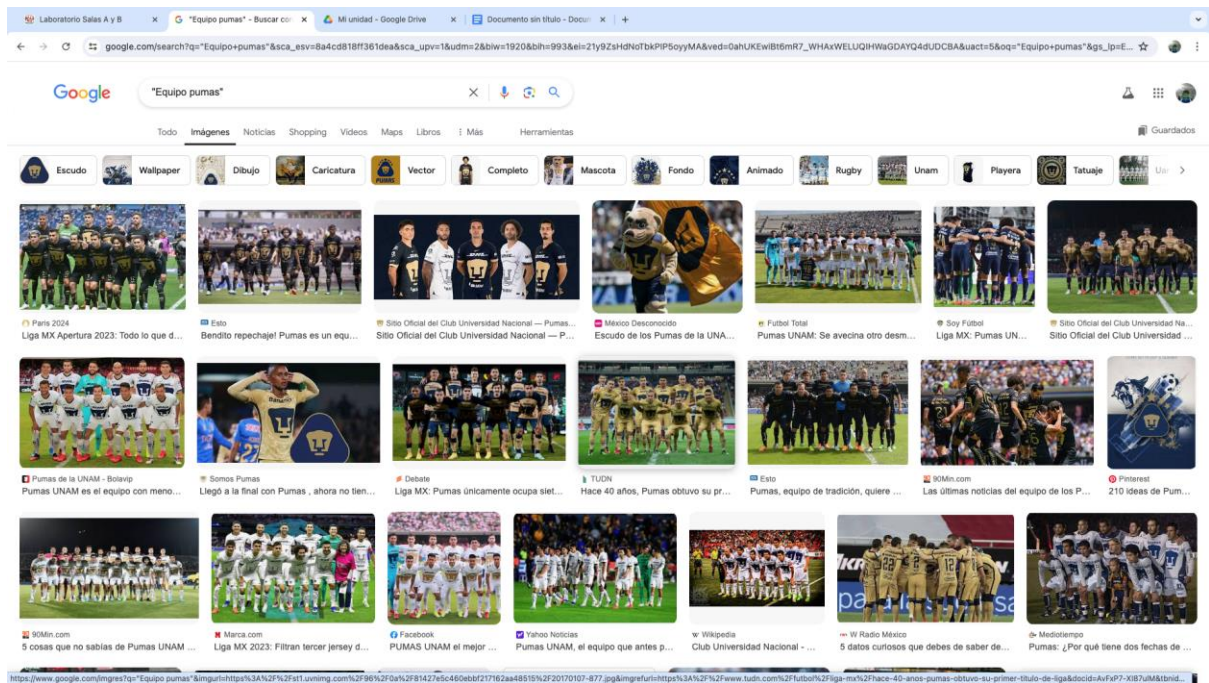 Laboratorio Salas A y B
"Equipo pumas" - Buscar con
Mi unidad - Google Drive
Documento sin título - Docum
google.com/search?q="Equipo+pumas"&sca_esv=8a4cd818ff361dea&sca_upv=1&udm=2&biw=1920&bih=993&ei=21y9ZsHdNoTbkPIP5oyyMA&ved=0ahUKEwiBt6mR7_WHAxWELUQIHWaGDAYQ4dUDCBA&uact=5&oq="Equipo+pumas"&gs_lp=E...
Google
"Equipo pumas"
Todo Imágenes Noticias Shopping Videos Maps Libros Más Herramientas
Guardados
Escudo Wallpaper Dibujo Caricatura Vector Completo Mascota Fondo Animado Rugby Unam Playera Tatuaje
Paris 2024
Liga MX Apertura 2023: Todo lo que d...
Esto
Bendito repechaje! Pumas es un equ...
Sitio Oficial del Club Universidad Nacional — Pumas...
Sitio Oficial del Club Universidad Nacional — P...
México Desconocido
Escudo de los Pumas de la UNA...
Futbol Total
Pumas UNAM: Se avecina otro desm...
Soy Fútbol
Liga MX: Pumas UN...
Sitio Oficial del Club Universidad Na...
Sitio Oficial del Club Universidad ...
Pumas de la UNAM - Bolavip
Pumas UNAM es el equipo con meno...
Somos Pumas
Llegó a la final con Pumas , ahora no tien...
Debate
Liga MX: Pumas únicamente ocupa siet...
TUDN
Hace 40 años, Pumas obtuvo su pr...
Esto
Pumas, equipo de tradición, quiere ...
90Min.com
Las últimas noticias del equipo de los P...
Pinterest
210 ideas de Pum...
90Min.com
5 cosas que no sabías de Pumas UNAM ...
Marca.com
Liga MX 2023: Filtran tercer jersey d...
Facebook
PUMAS UNAM el mejor ...
Yahoo Noticias
Pumas UNAM, el equipo que antes p...
Wikipedia
Club Universidad Nacional - ...
W Radio México
5 datos curiosos que debes de saber de...
Mediotiempo
Pumas: ¿Por qué tiene dos fechas de ...
https://www.google.com/imgres?q="Equipo pumas"&imgurl=https%3A%2F%2Fst1.uvnimg.com%2F96%2F0a%2F81427e5c460ebbf217162aa48515%2F20170107-877.jpg&imgrefurl=https%3A%2F%2Fwww.tudn.com%2Ffutbol%2Fliga-mx%2Fhace-40-anos-pumas-obtuvo-su-primer-titulo-de-liga&docid=AvFxP7-XI87ulM&tbnid...